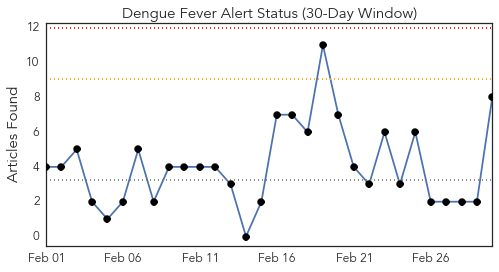 Dengue Fever Alert Status (30-Day Window)
Articles Found
12
10
8
6
4
2
0
Feb 01
Feb 06
Feb 11
Feb 16
Feb 21
Feb 26